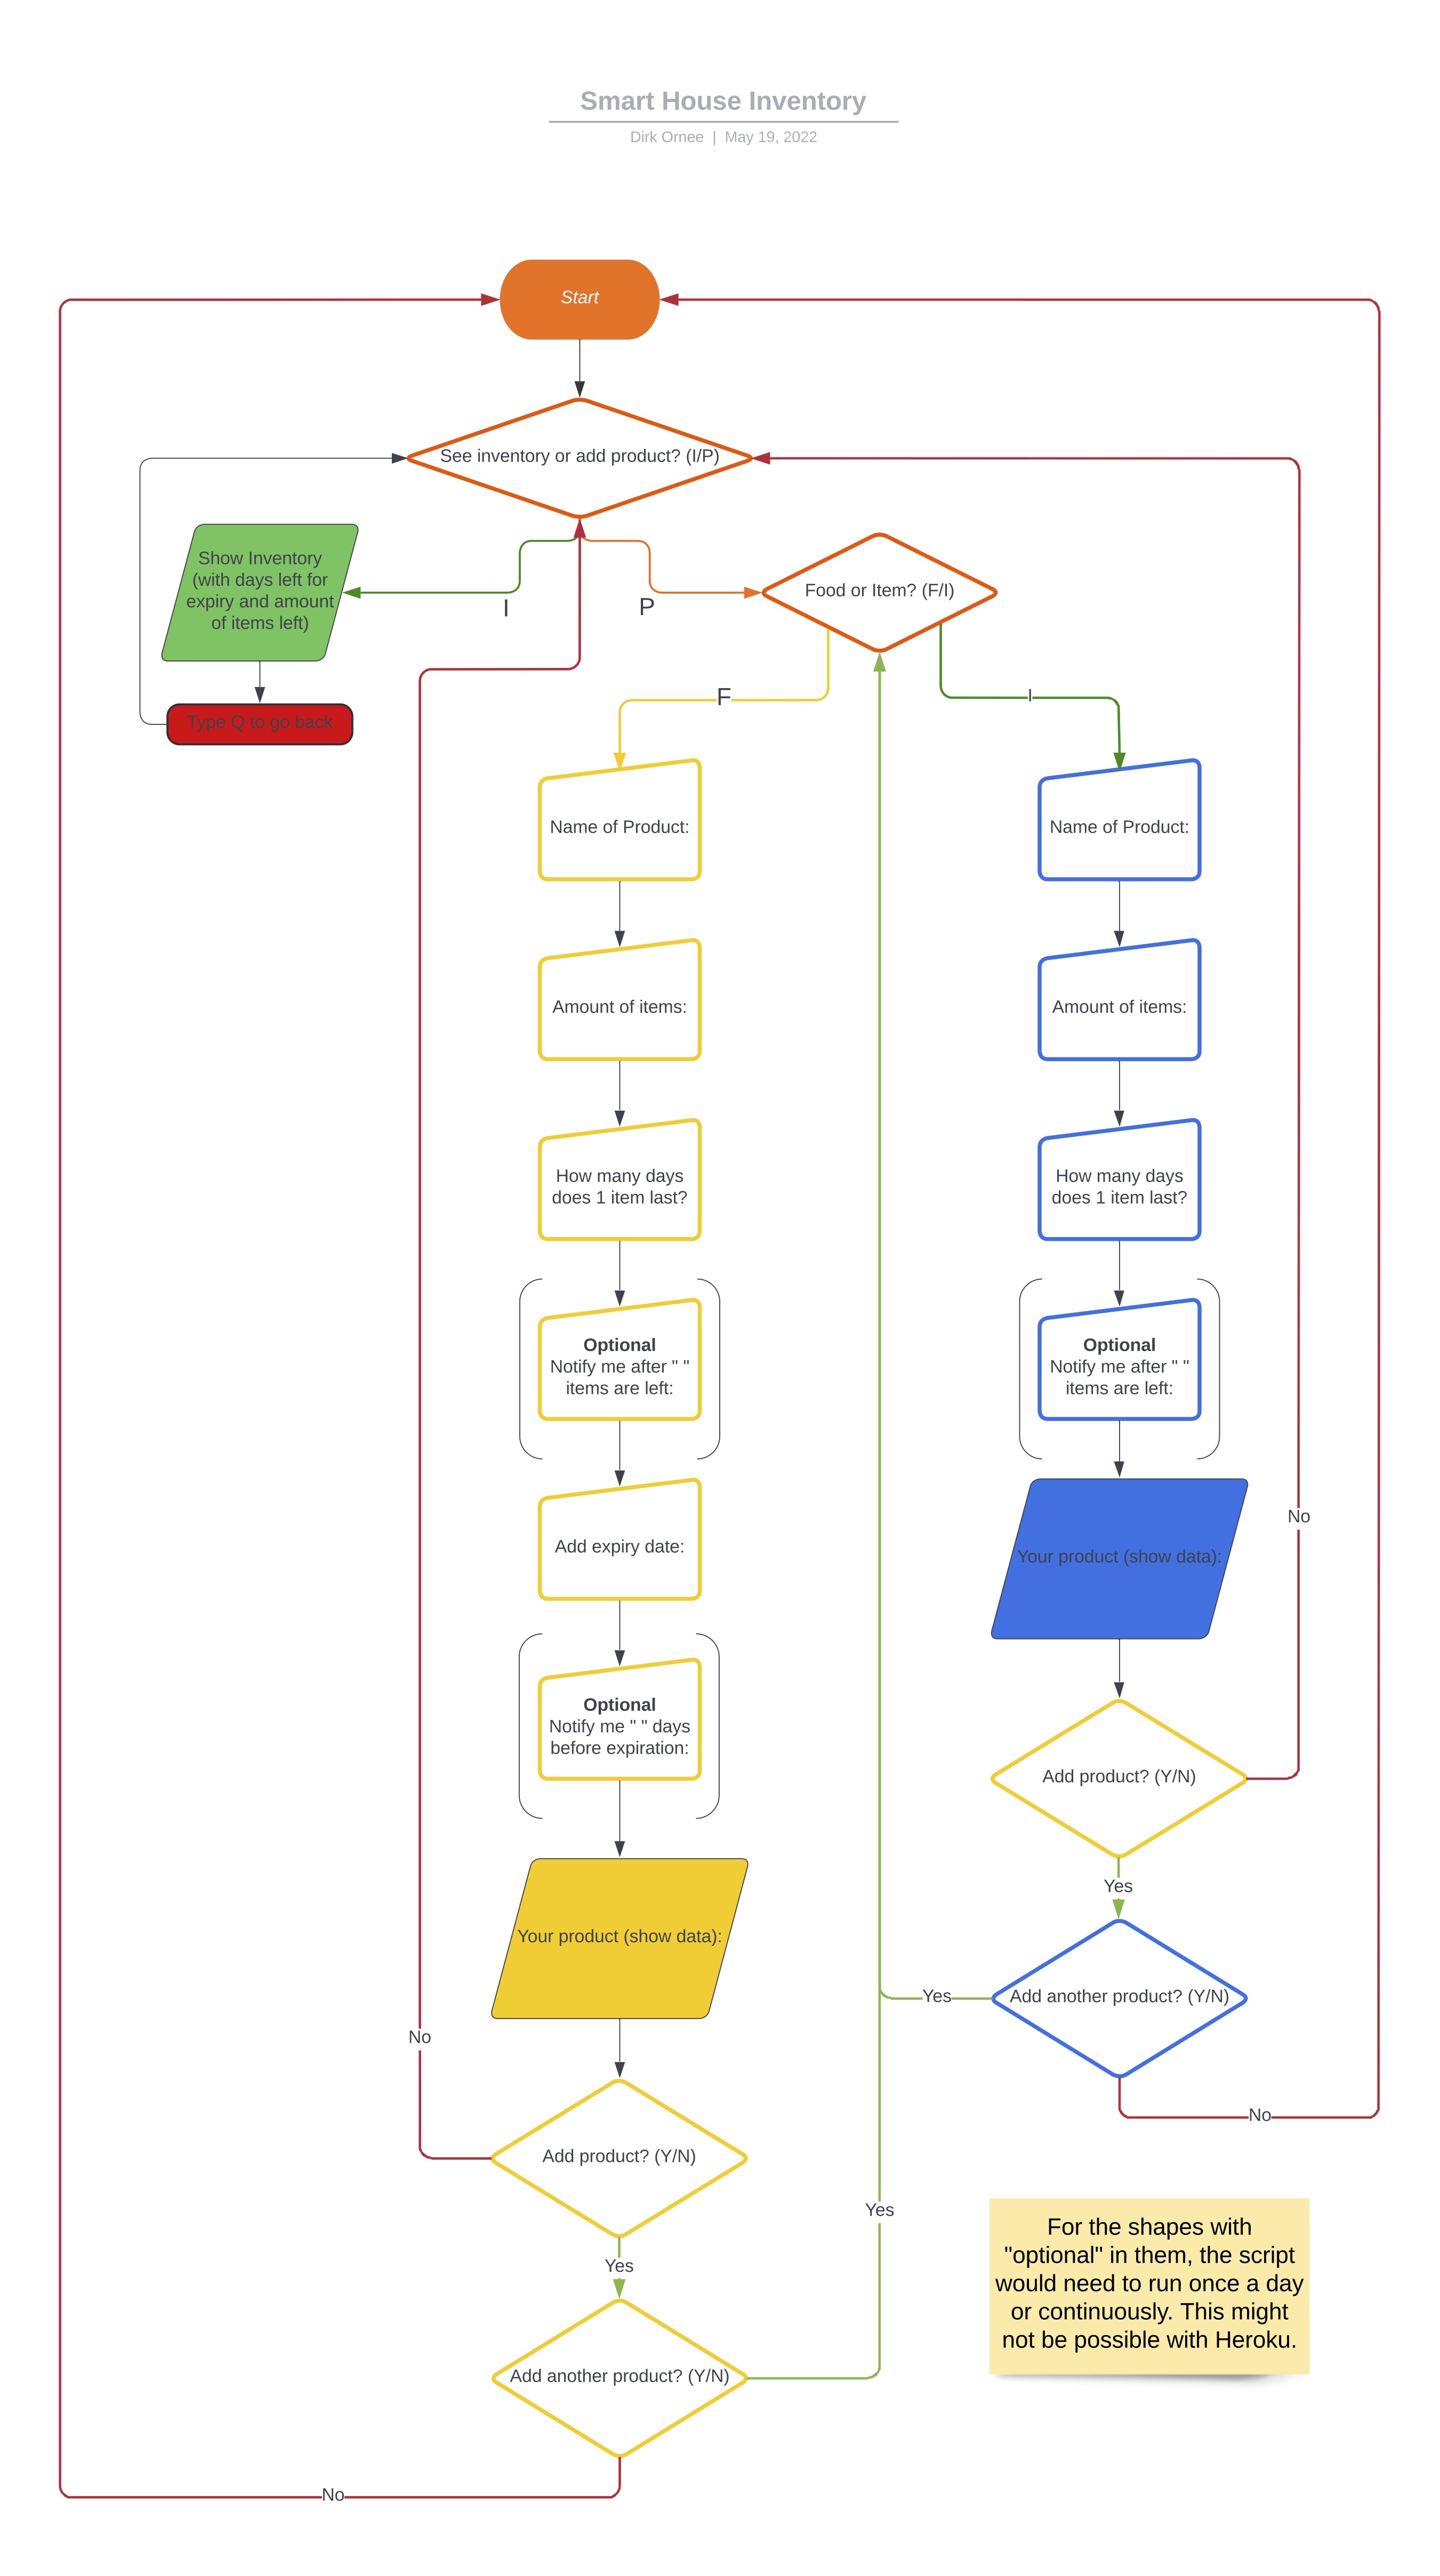 Smart House Inventory
Dirk Ornee | May 19, 2022
Start
See inventory or add product? (I/P)
Show Inventory
(with days left for
expiry and amount
of items left)
I
P
Food or Item? (F/I)
Type Q to go back
F
I
Name of Product:
Name of Product:
Amount of items:
Amount of items:
How many days
does 1 item last?
How many days
does 1 item last?
Optional
Notify me after " "
items are left:
Optional
Notify me after " "
items are left:
Add expiry date:
Your product (show data):
No
Optional
Notify me " " days
before expiration:
Add product? (Y/N)
Yes
Your product (show data):
Add another product? (Y/N)
Yes
No
No
Add product? (Y/N)
Yes
Yes
Add another product? (Y/N)
No
For the shapes with
"optional" in them, the script
would need to run once a day
or continuously. This might
not be possible with Heroku.